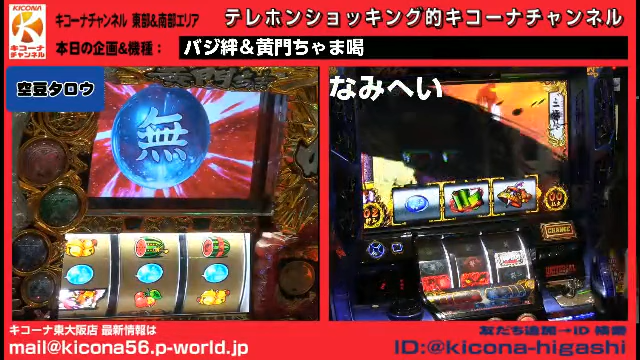 KICONA
キコーナ
チャンネル
キコーナチャンネル 東部&南部エリア
テレホンショッキング的キコーナチャンネル
本日の企画&機種：
バジ絆&黄門ちゃま喝
空豆タロウ
なみへい
無
CHANCE
キコーナ東大阪店 最新情報は
mail@kicona56.p-world.jp
友だち追加→ID 検索
ID:@kicona-higashi